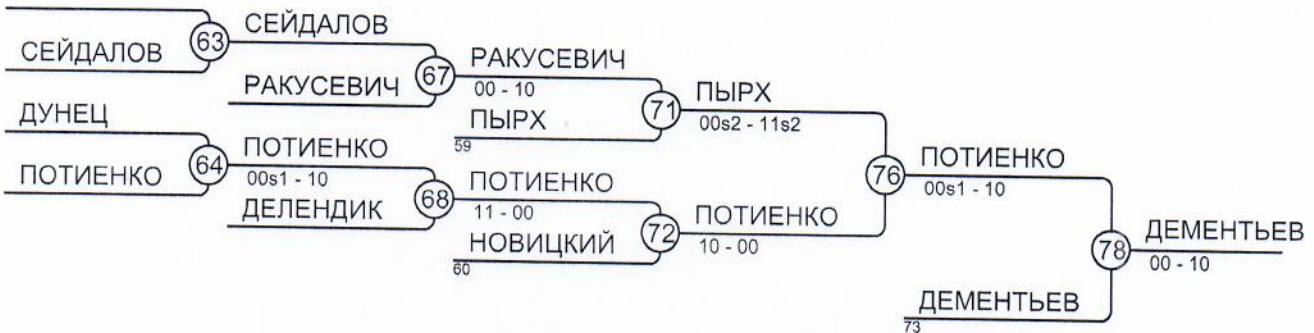 63 СЕЙДАЛОВ
СЕЙДАЛОВ
67 РАКУСЕВИЧ
00 - 10
РАКУСЕВИЧ
71 ПЫРХ
00s2 - 11s2
ДУНЕЦ
ПЫРХ
59
64 ПОТИЕНКО
00s1 - 10
76 ПОТИЕНКО
00s1 - 10
ПОТИЕНКО
68 ПОТИЕНКО
11 - 00
ДЕЛЕНДИК
72 ПОТИЕНКО
10 - 00
НОВИЦКИЙ
60
78 ДЕМЕНТЬЕВ
00 - 10
ДЕМЕНТЬЕВ
73